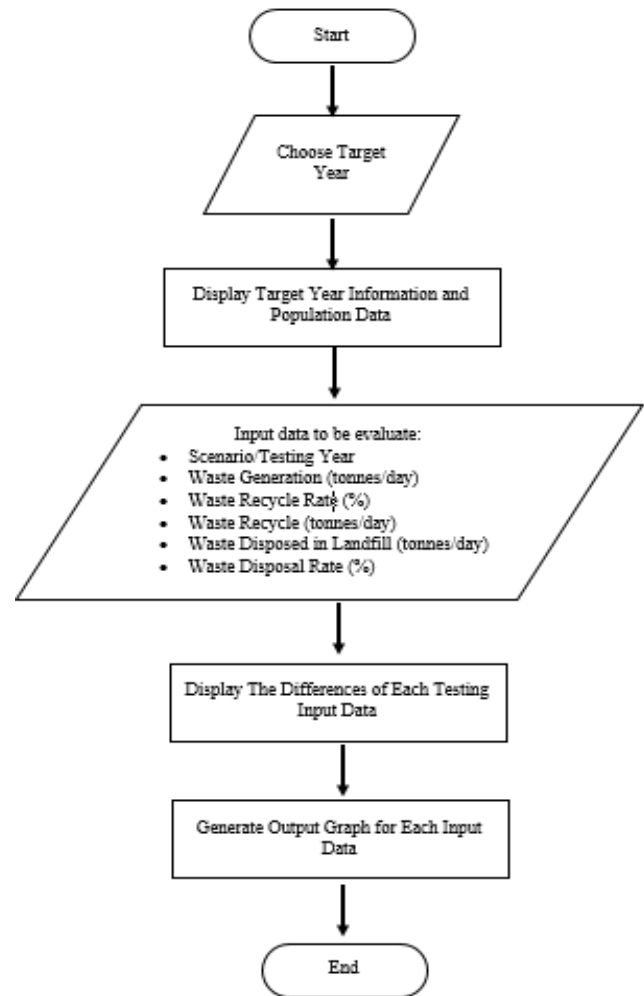 Start
Choose Target
Year
Display Target Year Information and
Population Data
Input data to be evaluate:
• Scenario/Testing Year
• Waste Generation (tonnes/day)
• Waste Recycle Rate (%)
• Waste Recycle (tonnes/day)
• Waste Disposed in Landfill (tonnes/day)
• Waste Disposal Rate (%)
Display The Differences of Each Testing
Input Data
Generate Output Graph for Each Input
Data
End